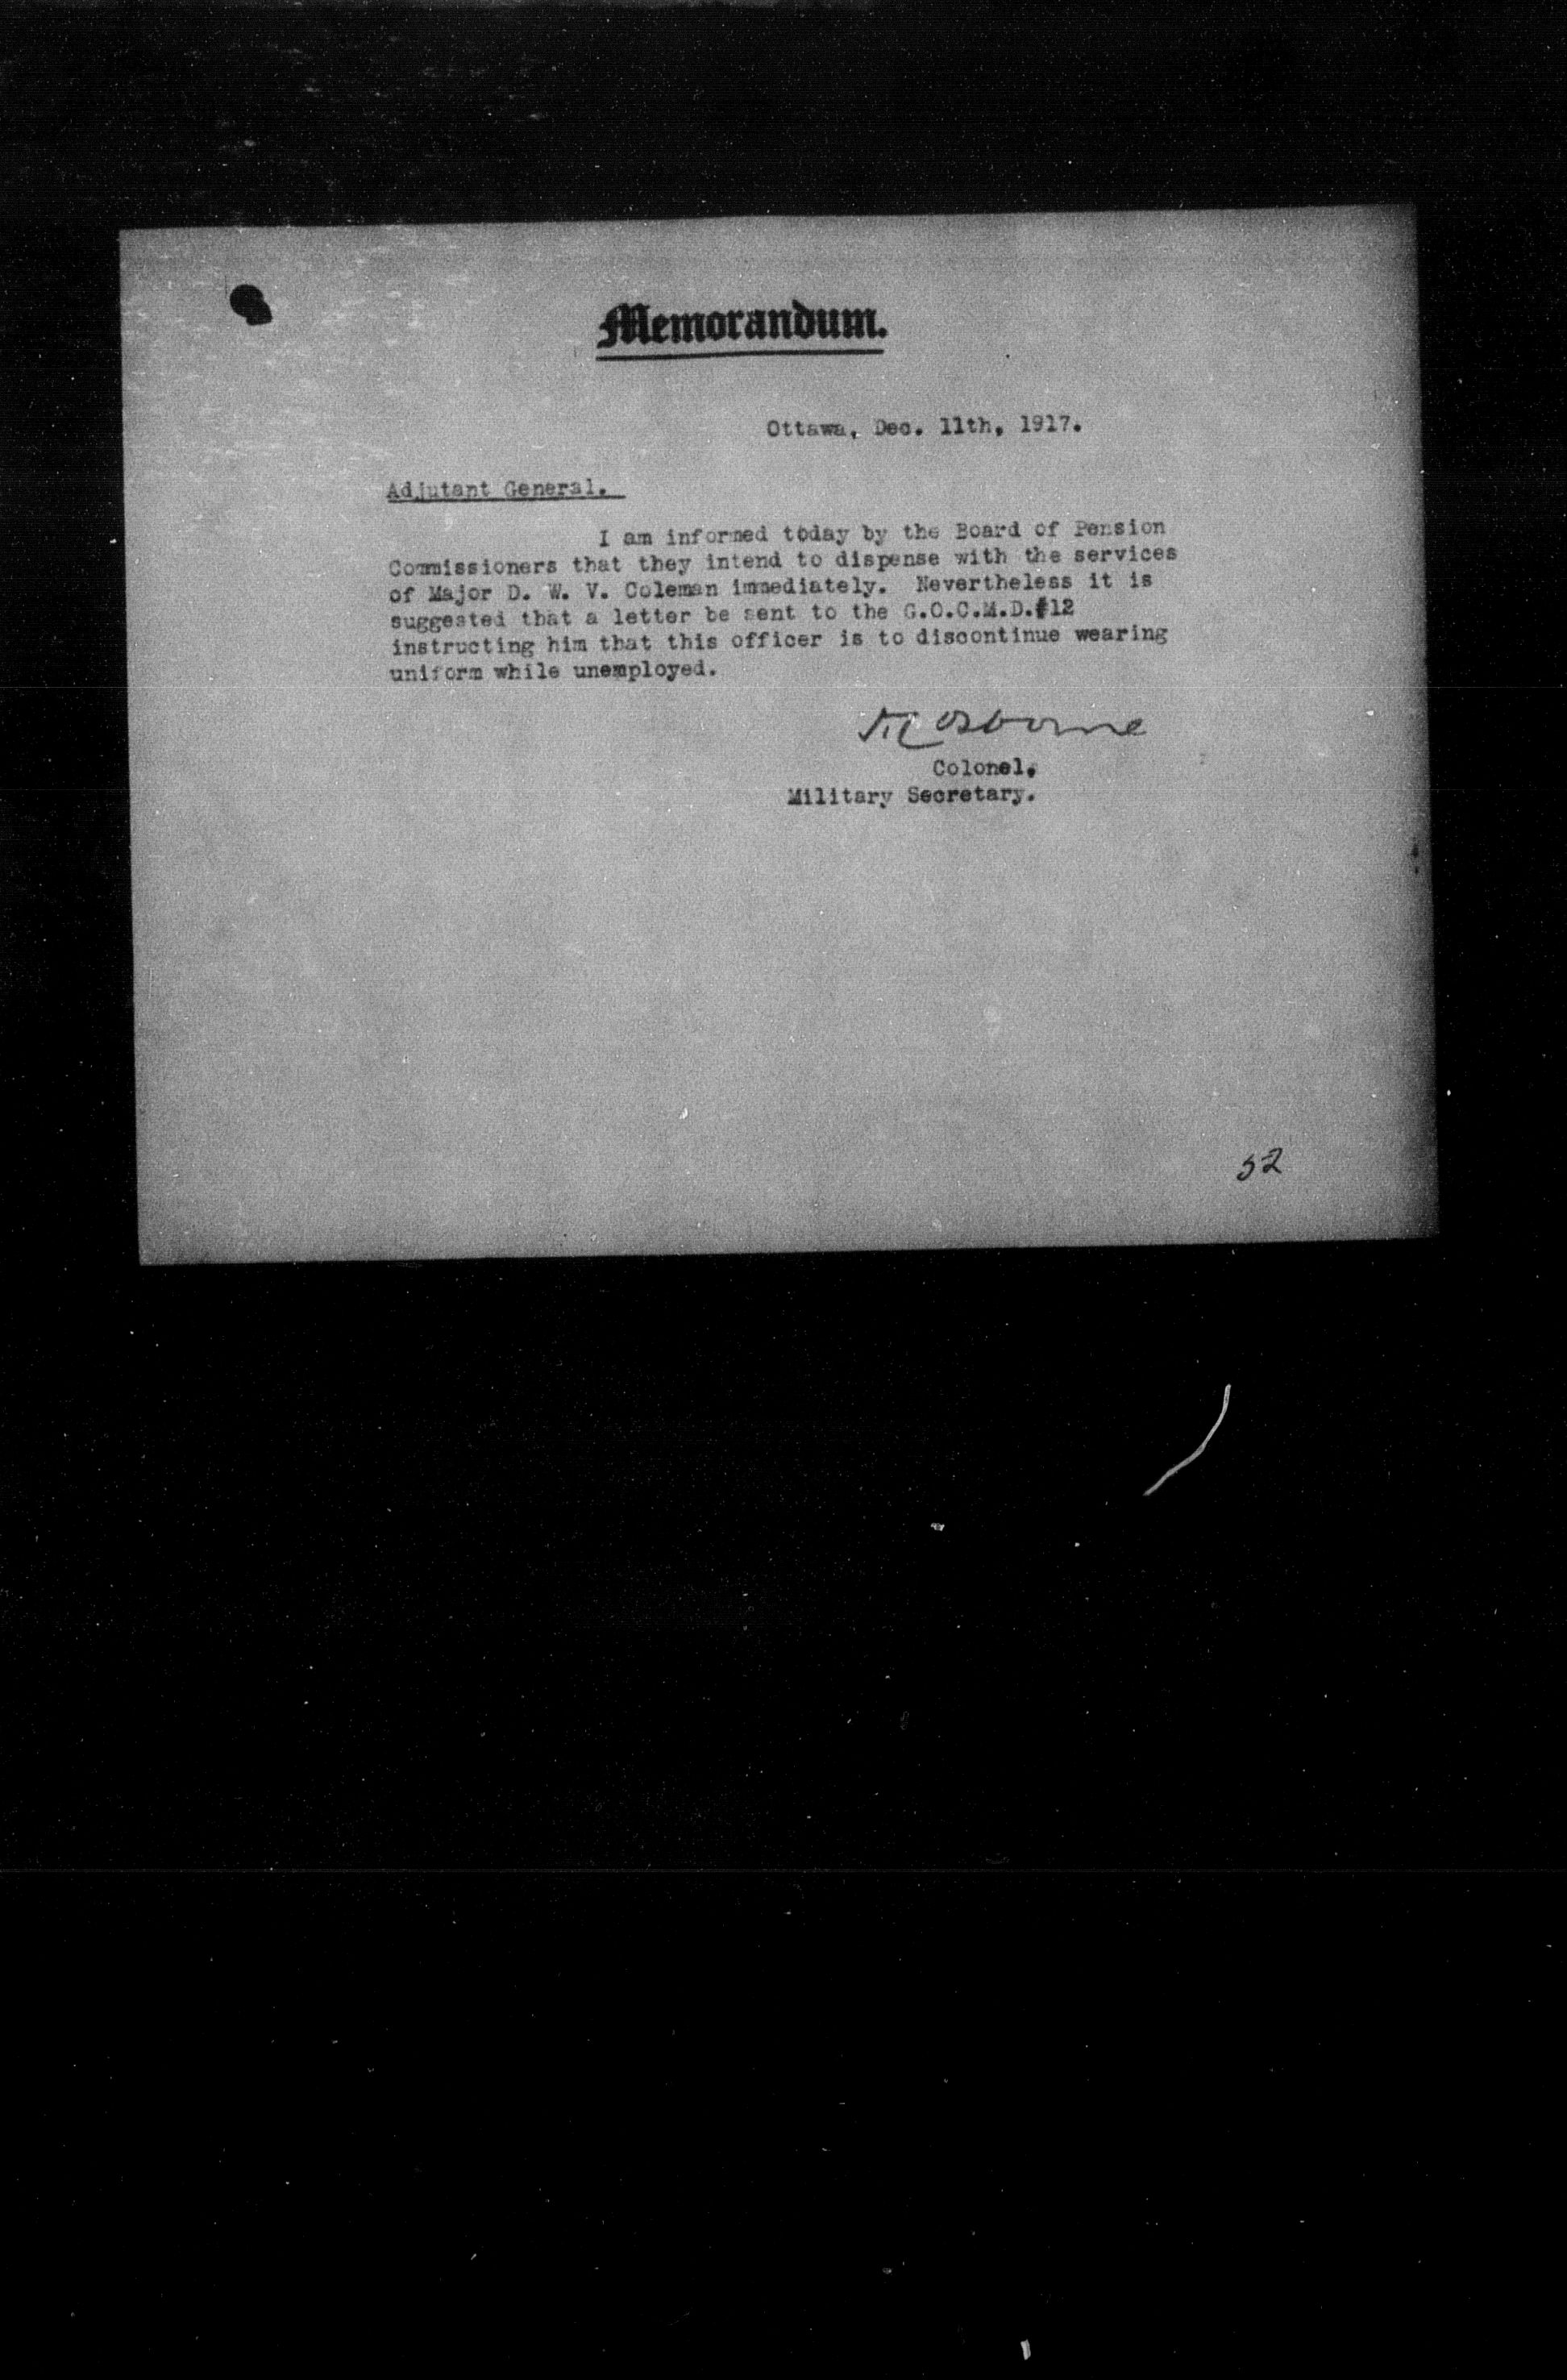 Memorandum.
Ottawa, Dec. 11th, 1917.
Adjutant General.
I am informed today by the Board of Pension
Commissioners that they intend to dispense with the services
of Major D. W. V. Coleman immediately. Nevertheless it is
suggested that a letter be sent to the G.O.C.M.D.#12
instructing him that this officer is to discontinue wearing
uniform while unemployed.
Osborne
Colonel,
Military Secretary.
52